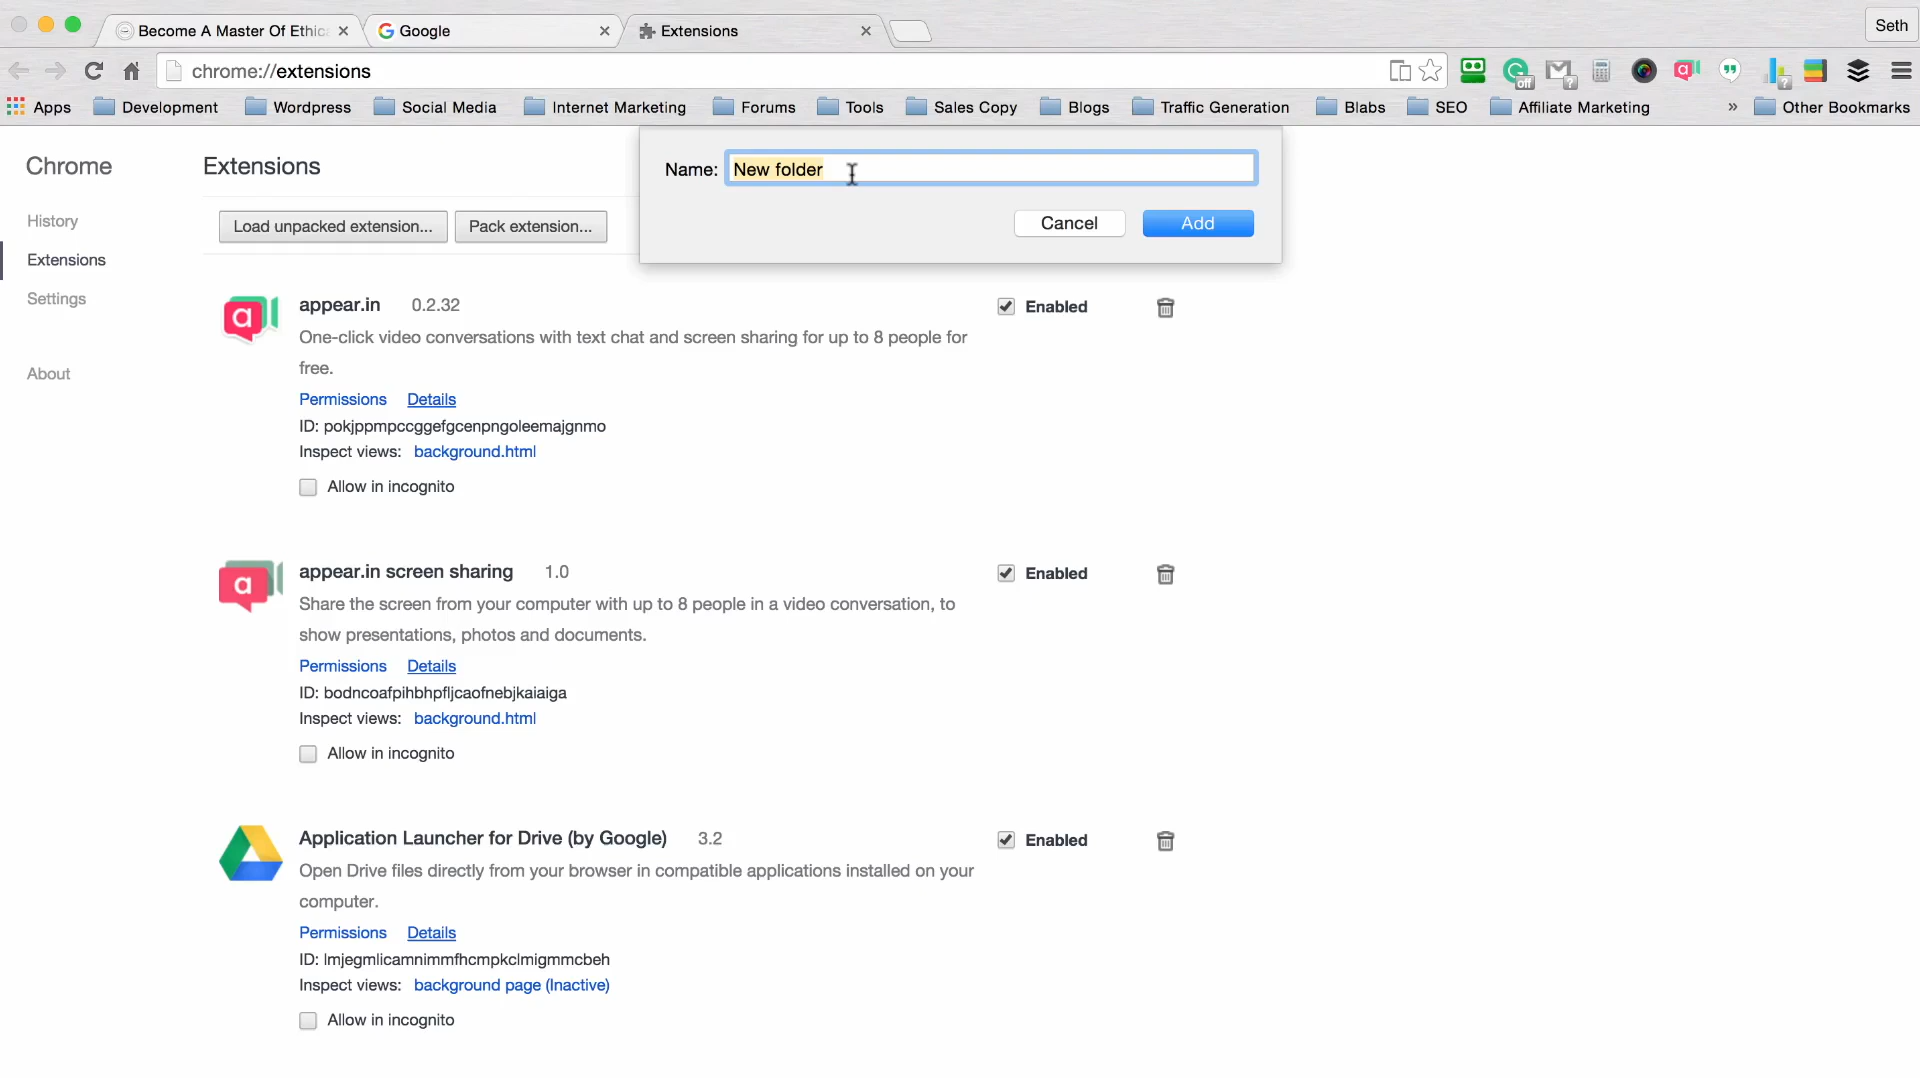 Become A Master Of Ethic
Google
Extensions
Seth
chrome://extensions
off
?
?
Apps
Development
Wordpress
Social Media
Internet Marketing
Forums
Tools
Sales Copy
Blogs
Traffic Generation
Blabs
SEO
Affiliate Marketing
»
Other Bookmarks
Name: New folder
Cancel
Add
Chrome
History
Extensions
Settings
About
Extensions
Load unpacked extension...
Pack extension...
a
appear.in 0.2.32
Enabled
One-click video conversations with text chat and screen sharing for up to 8 people for
free.
Permissions Details
ID: pokjppmpccggefgcenpngoleemajgnmo
Inspect views: background.html
Allow in incognito
a
appear.in screen sharing 1.0
Enabled
Share the screen from your computer with up to 8 people in a video conversation, to
show presentations, photos and documents.
Permissions Details
ID: bodncoafpihbhpfljcaofnebjkaiaiga
Inspect views: background.html
Allow in incognito
Application Launcher for Drive (by Google) 3.2
Enabled
Open Drive files directly from your browser in compatible applications installed on your
computer.
Permissions Details
ID: lmjegmlicamnimmfhcmpkclmigmmcbeh
Inspect views: background page (Inactive)
Allow in incognito